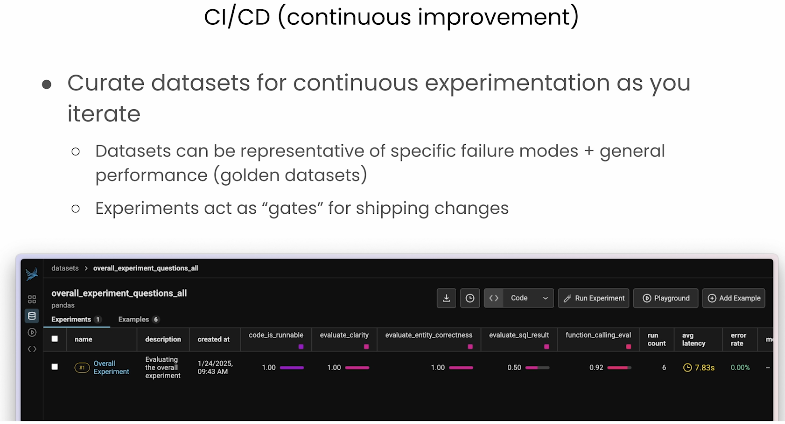 CI/CD (continuous improvement)
● Curate datasets for continuous experimentation as you
iterate
○ Datasets can be representative of specific failure modes + general
performance (golden datasets)
○ Experiments act as “gates” for shipping changes
datasets > overall_experiment_questions_all
overall_experiment_questions_all
pandas
Code Run Experiment Playground Add Example
Experiments 1 Examples 6
name description created at code_is_runnable evaluate_clarity evaluate_entity_correctness evaluate_sql_result function_calling_eval run
count avg
latency error
rate
#1 Overall
Experiment Evaluating
the overall
experiment 1/24/2025,
09:43 AM 1.00 1.00 1.00 0.50 0.92 6 7.83s 0.00% –